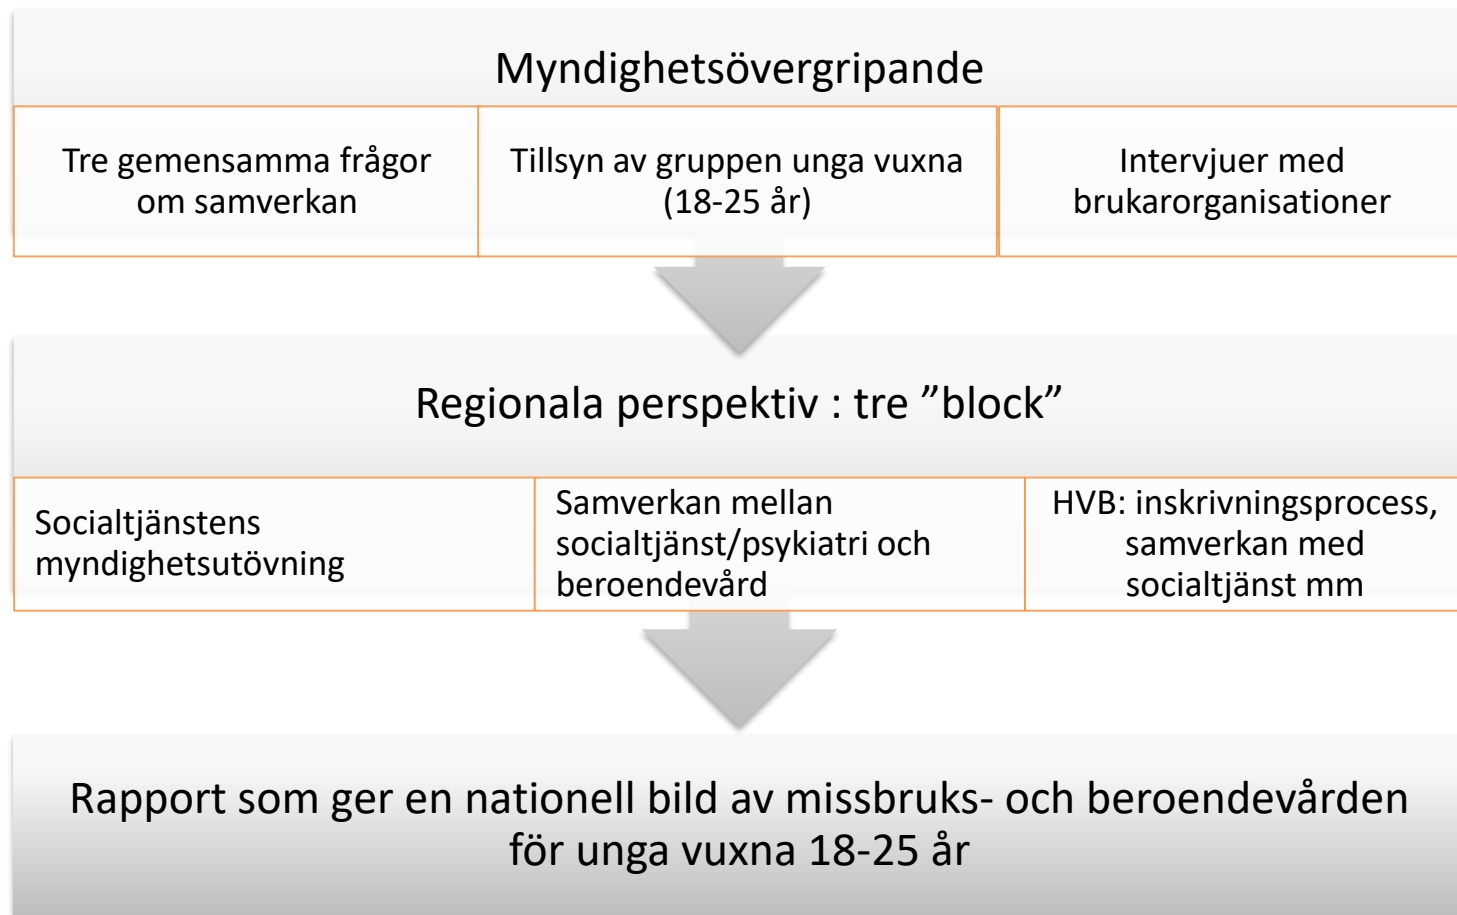 Myndighetsövergripande
Tre gemensamma frågor
om samverkan
Tillsyn av gruppen unga vuxna
(18-25 år)
Intervjuer med
brukarorganisationer
Regionala perspektiv : tre ”block”
Socialtjänstens
myndighetsutövning
Samverkan mellan
socialtjänst/psykiatri och
beroendevård
HVB: inskrivningsprocess,
samverkan med
socialtjänst mm
Rapport som ger en nationell bild av missbruks- och beroendevården
för unga vuxna 18-25 år